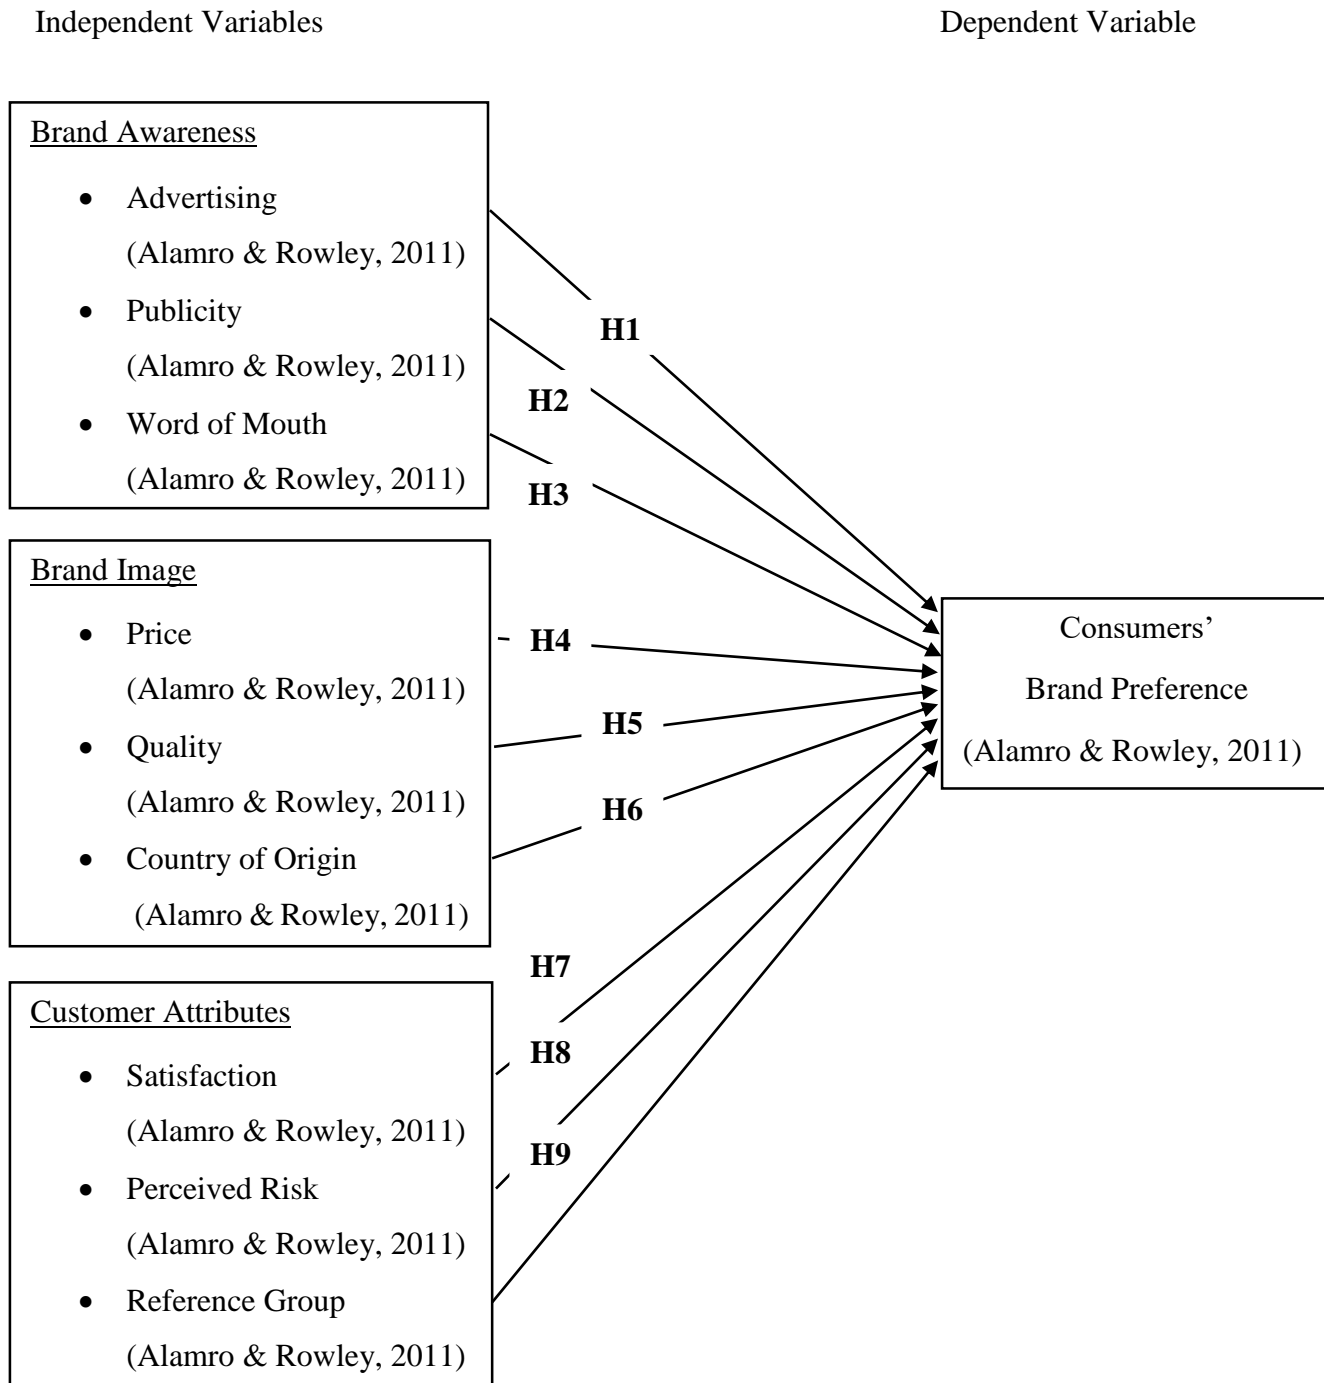 Independent Variables
Dependent Variable
Brand Awareness
• Advertising
(Alamro & Rowley, 2011)
• Publicity
(Alamro & Rowley, 2011)
• Word of Mouth
(Alamro & Rowley, 2011)
H1
H2
H3
Brand Image
• Price
(Alamro & Rowley, 2011)
• Quality
(Alamro & Rowley, 2011)
• Country of Origin
(Alamro & Rowley, 2011)
H4
H5
H6
Customer Attributes
• Satisfaction
(Alamro & Rowley, 2011)
• Perceived Risk
(Alamro & Rowley, 2011)
• Reference Group
(Alamro & Rowley, 2011)
H7
H8
H9
Consumers’
Brand Preference
(Alamro & Rowley, 2011)